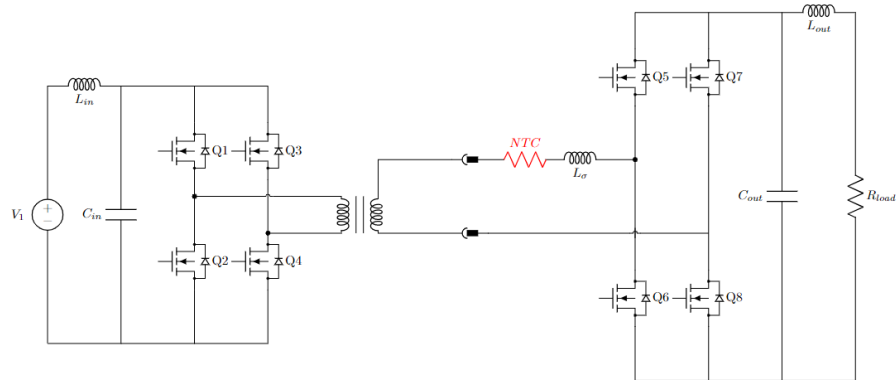 L_out
Q5
Q7
L_in
Q1
Q3
NTC
L_σ
V_1
C_in
C_out
R_load
Q2
Q4
Q6
Q8